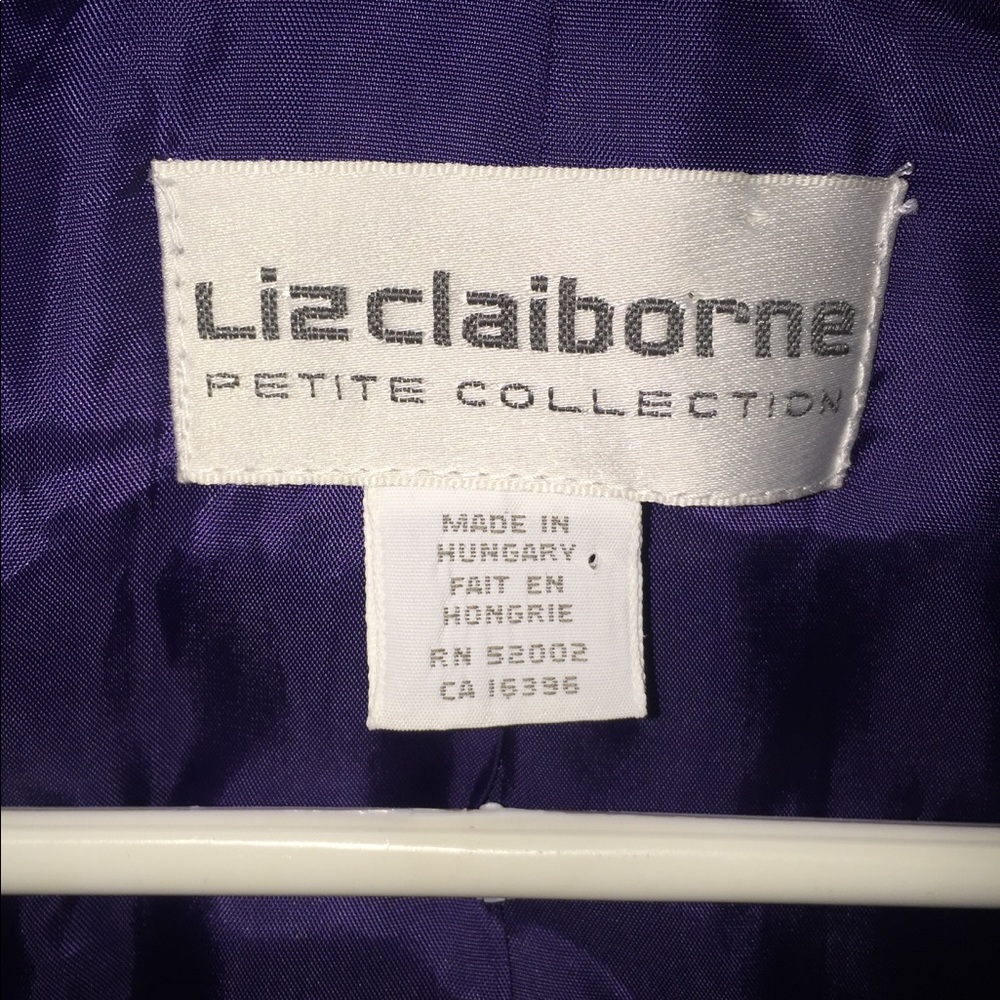 Lizclaiborne
PETITE COLLECTION
MADE IN
HUNGARY
FAIT EN
HONGRIE
RN 52002
CA 16396